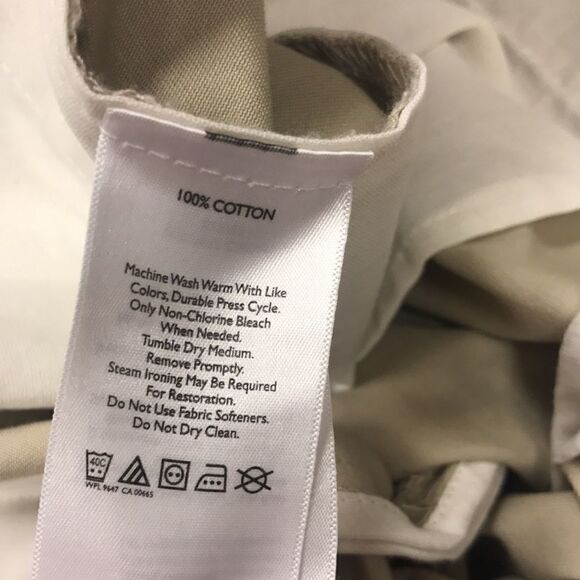 100% COTTON
Machine Wash Warm With Like
Colors, Durable Press Cycle.
Only Non-Chlorine Bleach
When Needed.
Tumble Dry Medium.
Remove Promptly.
Steam Ironing May Be Required
For Restoration.
Do Not Use Fabric Softeners.
Do Not Dry Clean.
40C
WPL 9647 CA 00665